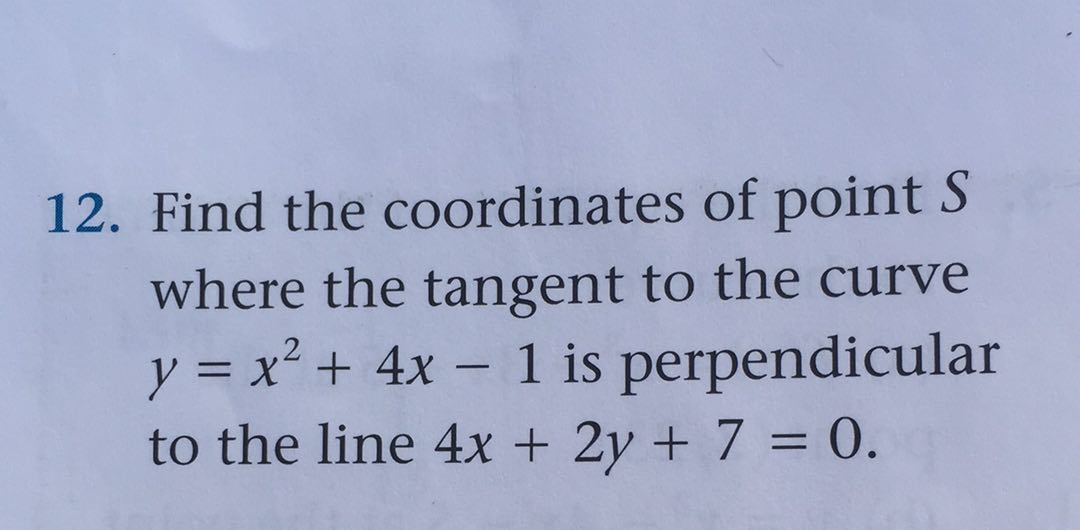 12. Find the coordinates of point S
where the tangent to the curve
y = x² + 4x − 1 is perpendicular
to the line 4x + 2y + 7 = 0.